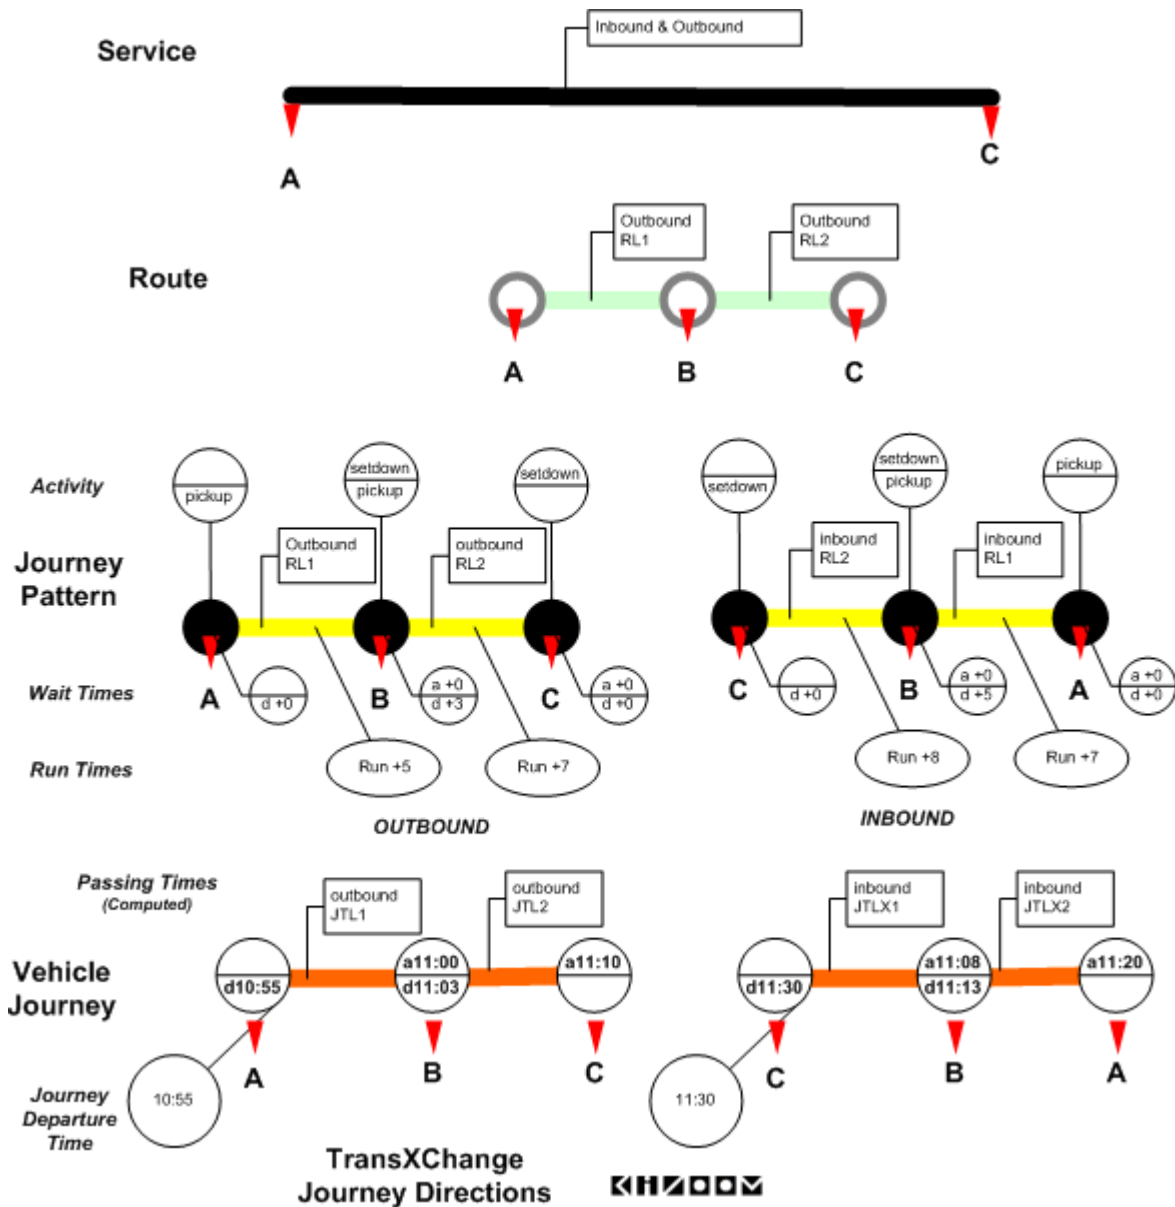 Inbound & Outbound
Service
A
C
Outbound
RL1
Outbound
RL2
Route
A
B
C
Activity
pickup
setdown
pickup
setdown
setdown
setdown
pickup
pickup
Journey
Pattern
Outbound
RL1
outbound
RL2
inbound
RL2
inbound
RL1
Wait Times
A
d +0
B
a +0
d +3
C
a +0
d +0
C
d +0
B
a +0
d +5
A
a +0
d +0
Run Times
Run +5
Run +7
Run +8
Run +7
OUTBOUND
INBOUND
Passing Times
(Computed)
outbound
JTL1
outbound
JTL2
inbound
JTLX1
inbound
JTLX2
Vehicle
Journey
d10:55
a11:00
d11:03
a11:10
d11:30
a11:08
d11:13
a11:20
A
B
C
C
B
A
Journey
Departure
Time
10:55
11:30
TransXChange
Journey Directions
KIZOOM